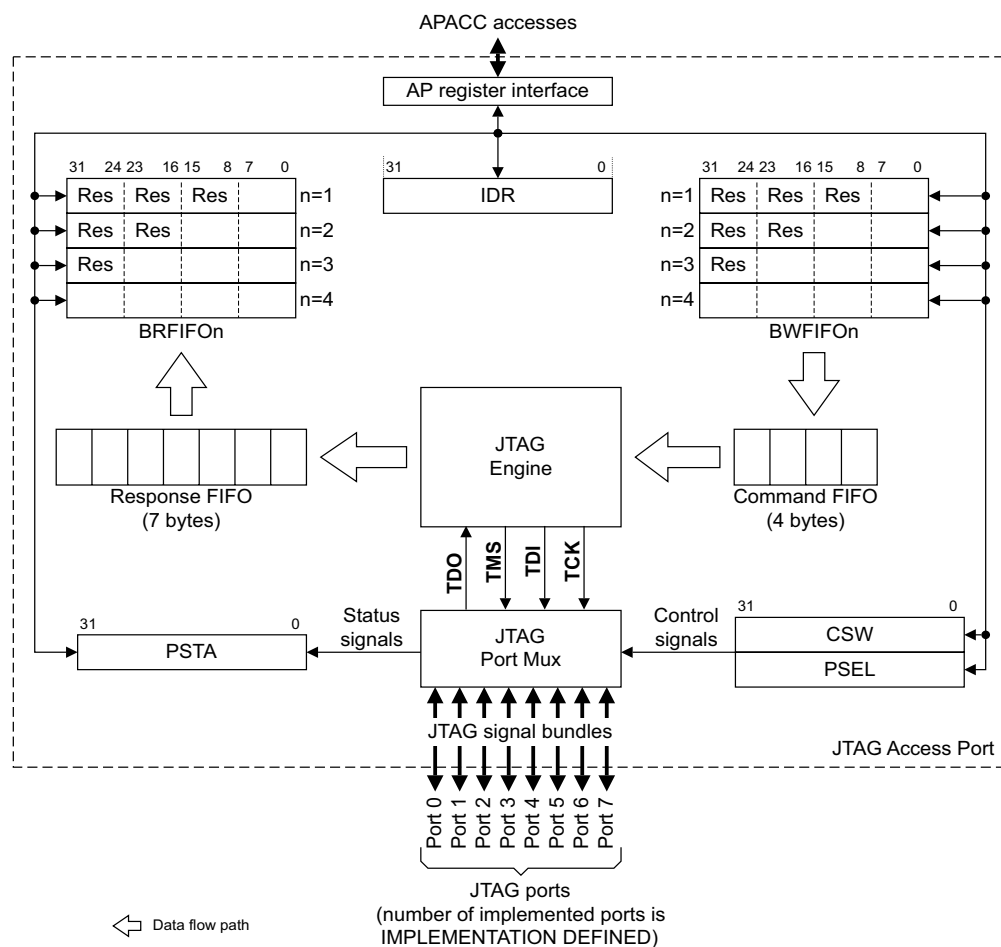 APACC accesses
AP register interface
31 24 23 16 15 8 7 0
31 0
31 24 23 16 15 8 7 0
Res Res Res n=1
IDR
n=1 Res Res Res
Res Res n=2
n=2 Res Res
Res n=3
n=3 Res
n=4
n=4
BRFIFOn
BWFIFOn
JTAG
Engine
Response FIFO
(7 bytes)
Command FIFO
(4 bytes)
TDO TMS TDI TCK
31 0
PSTA
Status
signals
JTAG
Port Mux
Control
signals
31 0
CSW
PSEL
JTAG signal bundles
JTAG Access Port
Port 0
Port 1
Port 2
Port 3
Port 4
Port 5
Port 6
Port 7
JTAG ports
(number of implemented ports is
IMPLEMENTATION DEFINED)
Data flow path